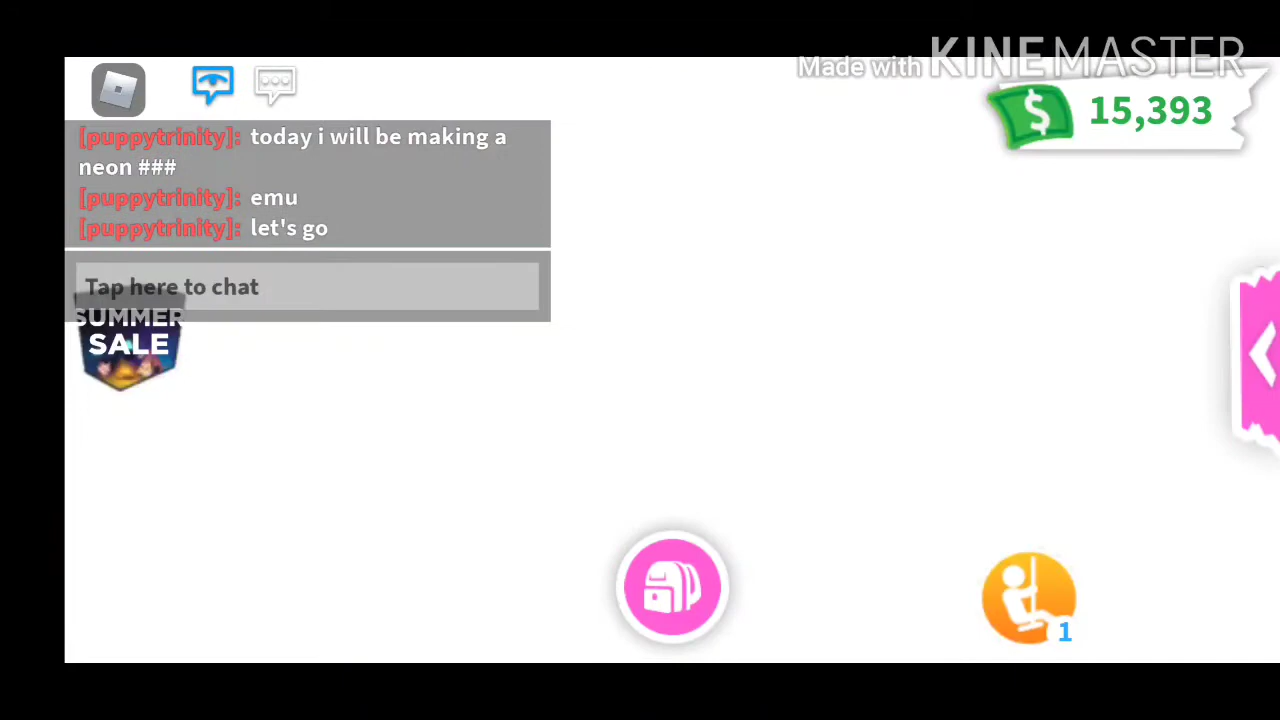 Made with KINEMASTER
15,393
[puppytrinity]: today i will be making a
neon ###
[puppytrinity]: emu
[puppytrinity]: let's go
Tap here to chat
SUMMER
SALE
1